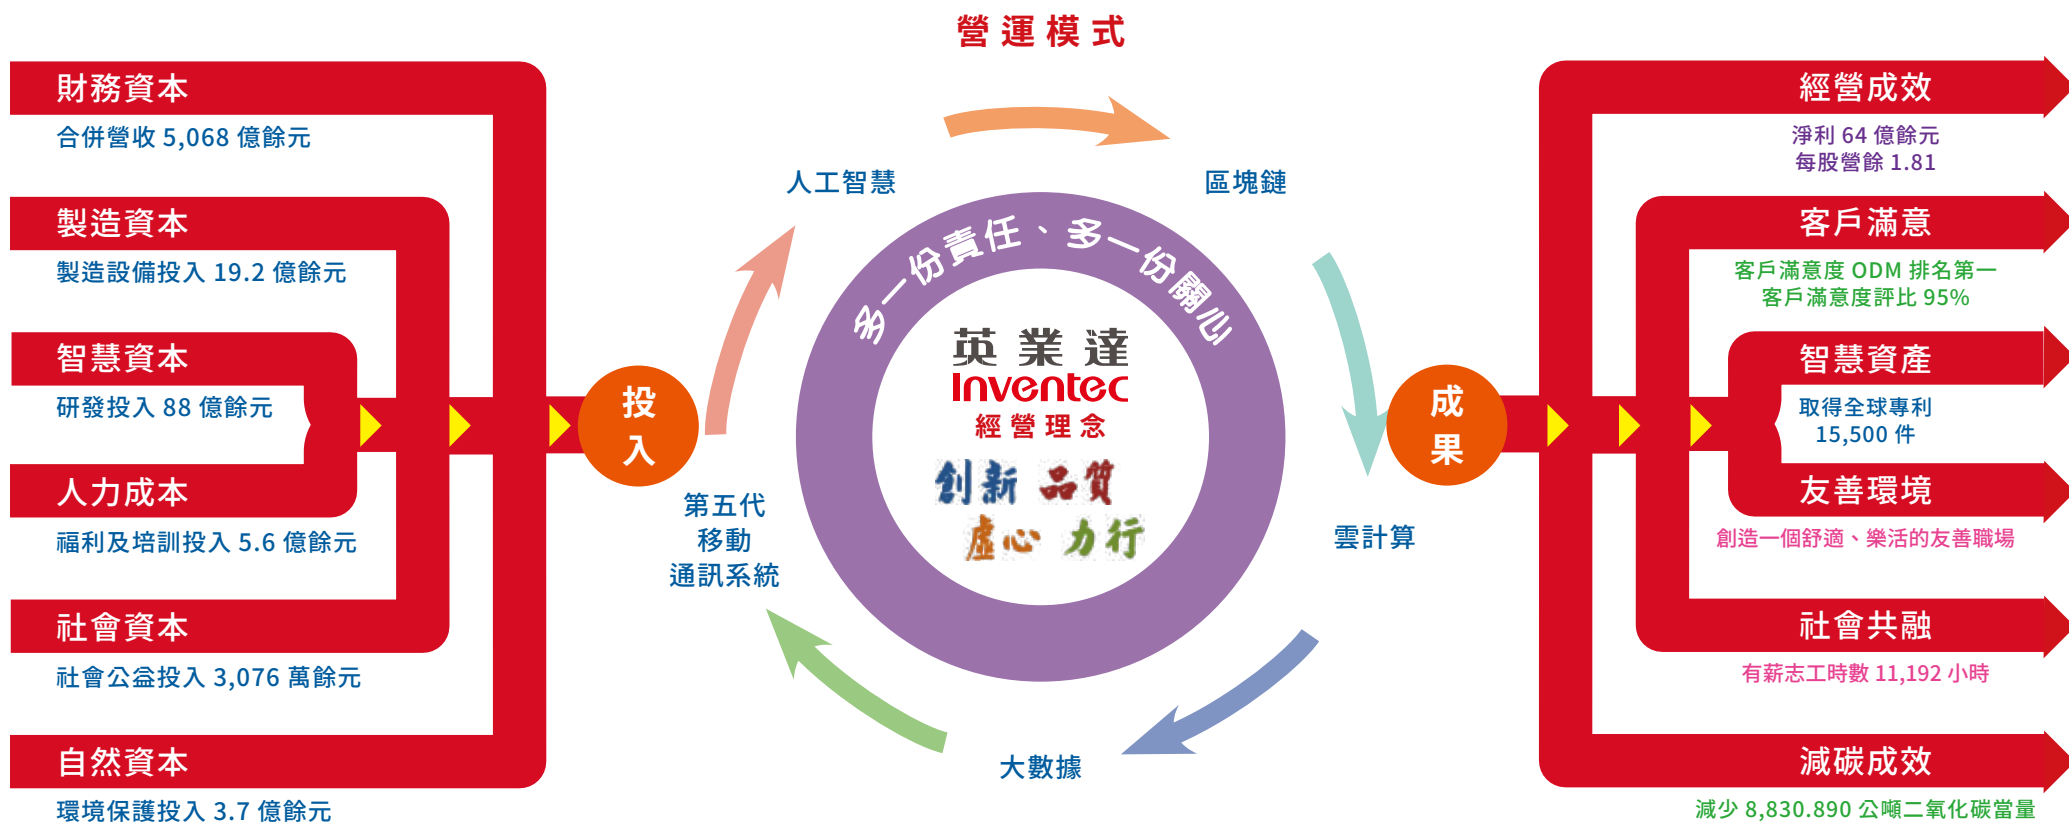 營運模式
財務資本
合併營收 5,068 億餘元
製造資本
製造設備投入 19.2 億餘元
智慧資本
研發投入 88 億餘元
人力成本
福利及培訓投入 5.6 億餘元
社會資本
社會公益投入 3,076 萬餘元
自然資本
環境保護投入 3.7 億餘元
投
入
人工智慧
區塊鏈
雲計算
大數據
第五代
移動
通訊系統
多一份責任、多一份關心
英業達
Inventec
經營理念
創新 品質
虛心 力行
成
果
經營成效
淨利 64 億餘元
每股營餘 1.81
客戶滿意
客戶滿意度 ODM 排名第一
客戶滿意度評比 95%
智慧資產
取得全球專利
15,500 件
友善環境
創造一個舒適、樂活的友善職場
社會共融
有薪志工時數 11,192 小時
減碳成效
減少 8,830.890 公噸二氧化碳當量